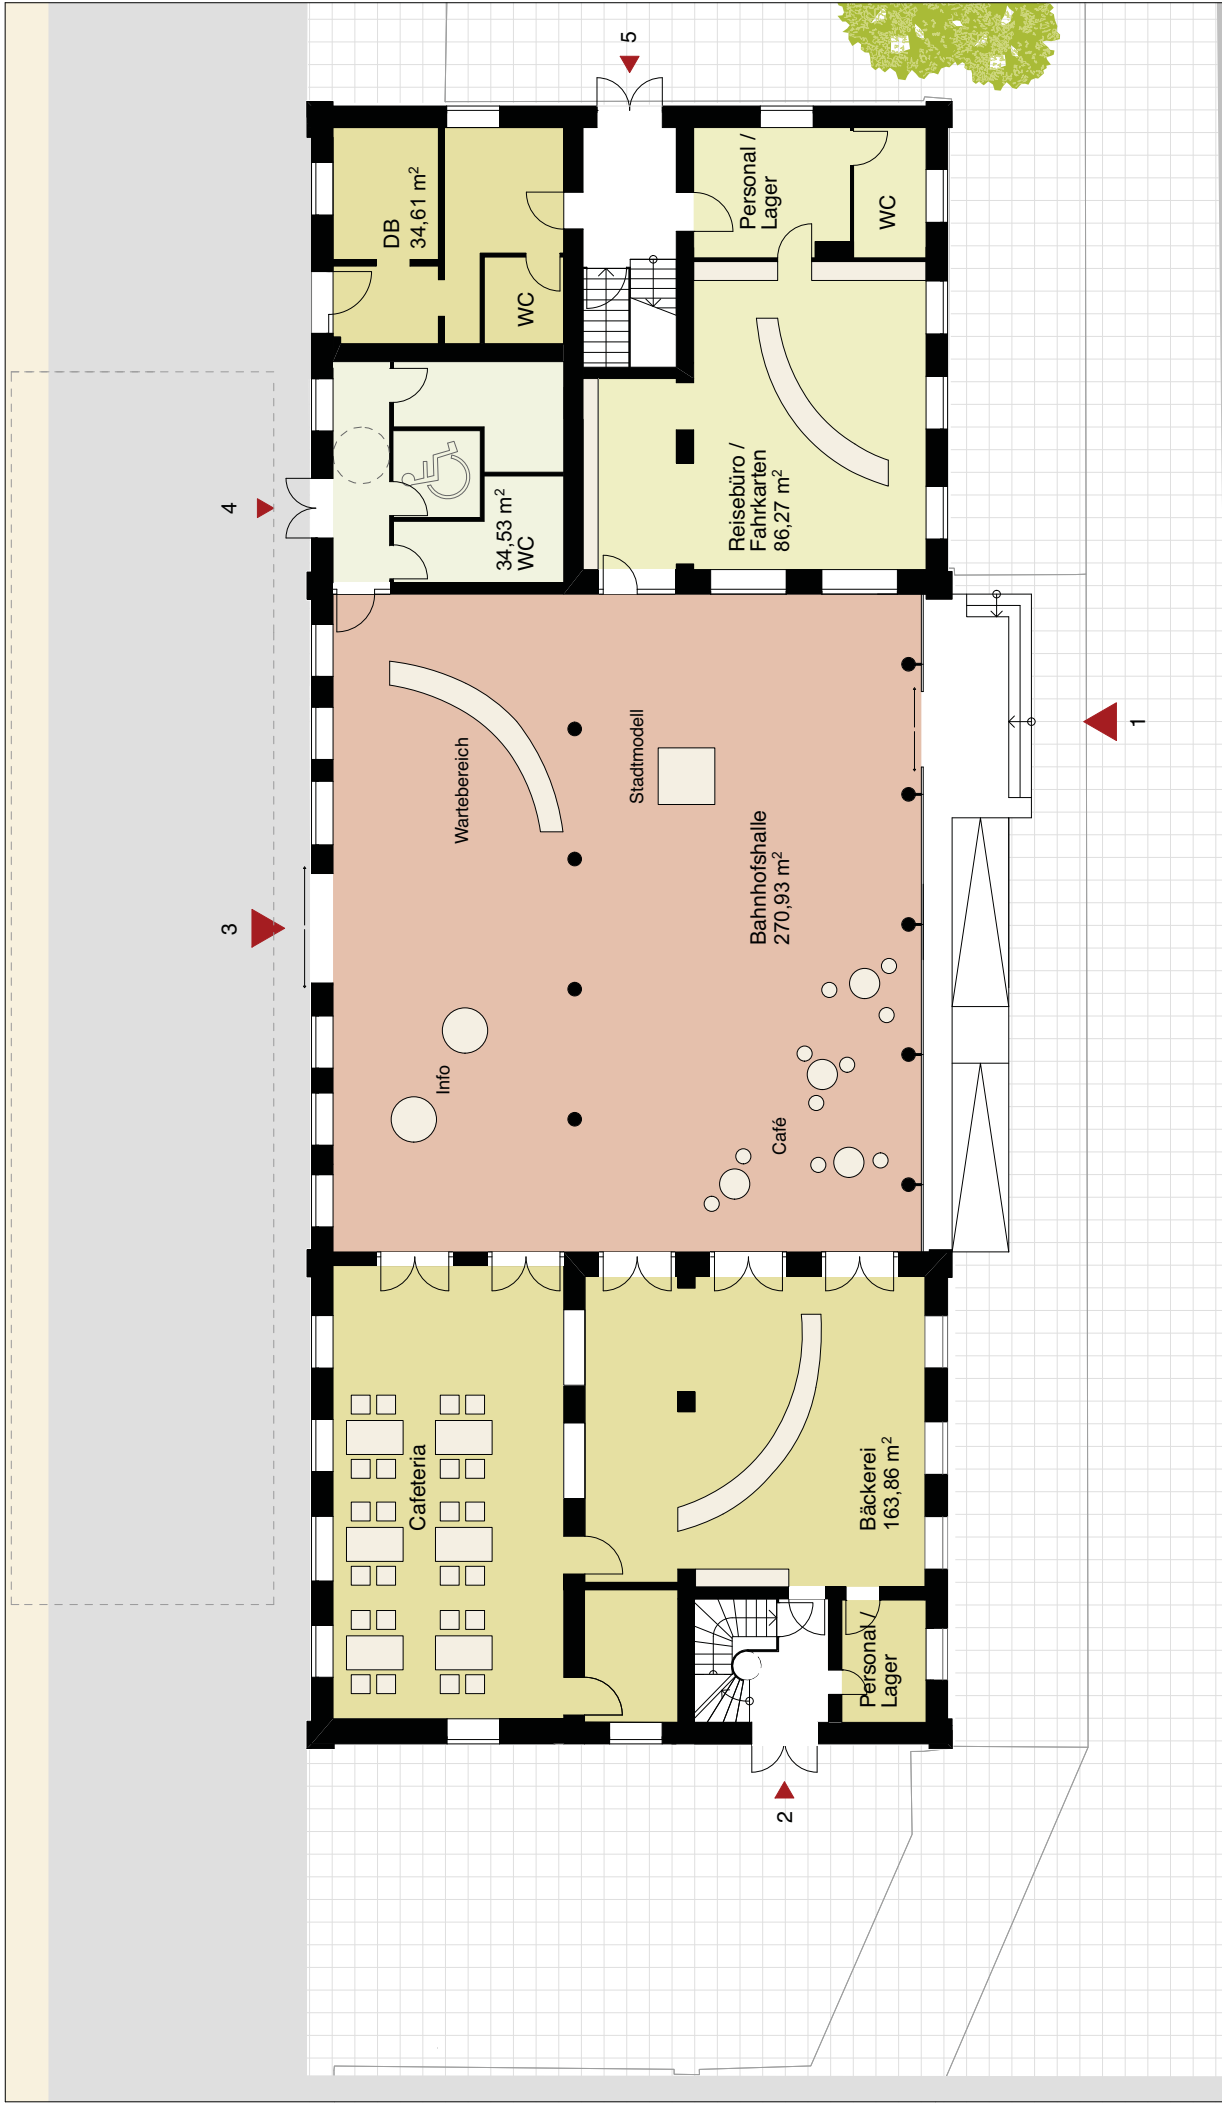 4
3
5
DB
34,61 m²
WC
34,53 m²
WC
Personal /
Lager
WC
Reisebüro /
Fahrkarten
86,27 m²
Wartebereich
Stadtmodell
Bahnhofshalle
270,93 m²
Info
Café
Cafeteria
Bäckerei
163,86 m²
Personal /
Lager
2
1